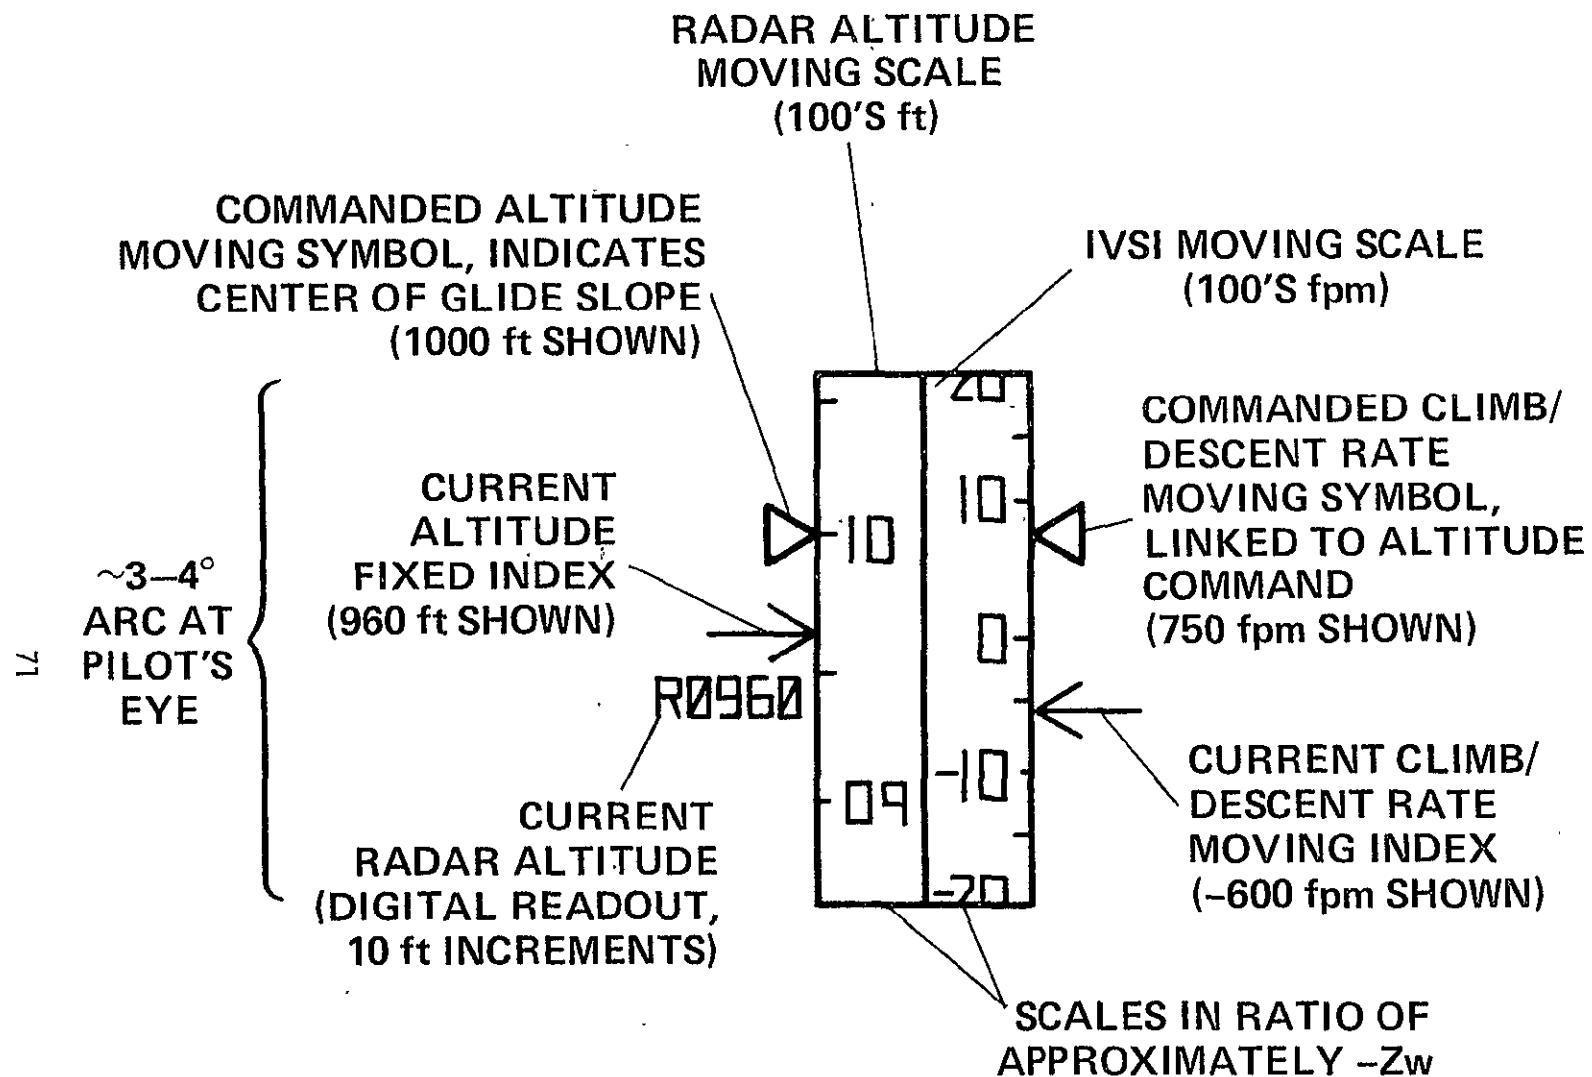 RADAR ALTITUDE
MOVING SCALE
(100'S ft)
COMMANDED ALTITUDE
MOVING SYMBOL, INDICATES
CENTER OF GLIDE SLOPE
(1000 ft SHOWN)
IVSI MOVING SCALE
(100'S fpm)
~3–4°
ARC AT
PILOT'S
EYE
CURRENT
ALTITUDE
FIXED INDEX
(960 ft SHOWN)
R0960
CURRENT
RADAR ALTITUDE
(DIGITAL READOUT,
10 ft INCREMENTS)
10
09
20
10
0
-10
-20
COMMANDED CLIMB/
DESCENT RATE
MOVING SYMBOL,
LINKED TO ALTITUDE
COMMAND
(750 fpm SHOWN)
CURRENT CLIMB/
DESCENT RATE
MOVING INDEX
(–600 fpm SHOWN)
SCALES IN RATIO OF
APPROXIMATELY –Zw
71